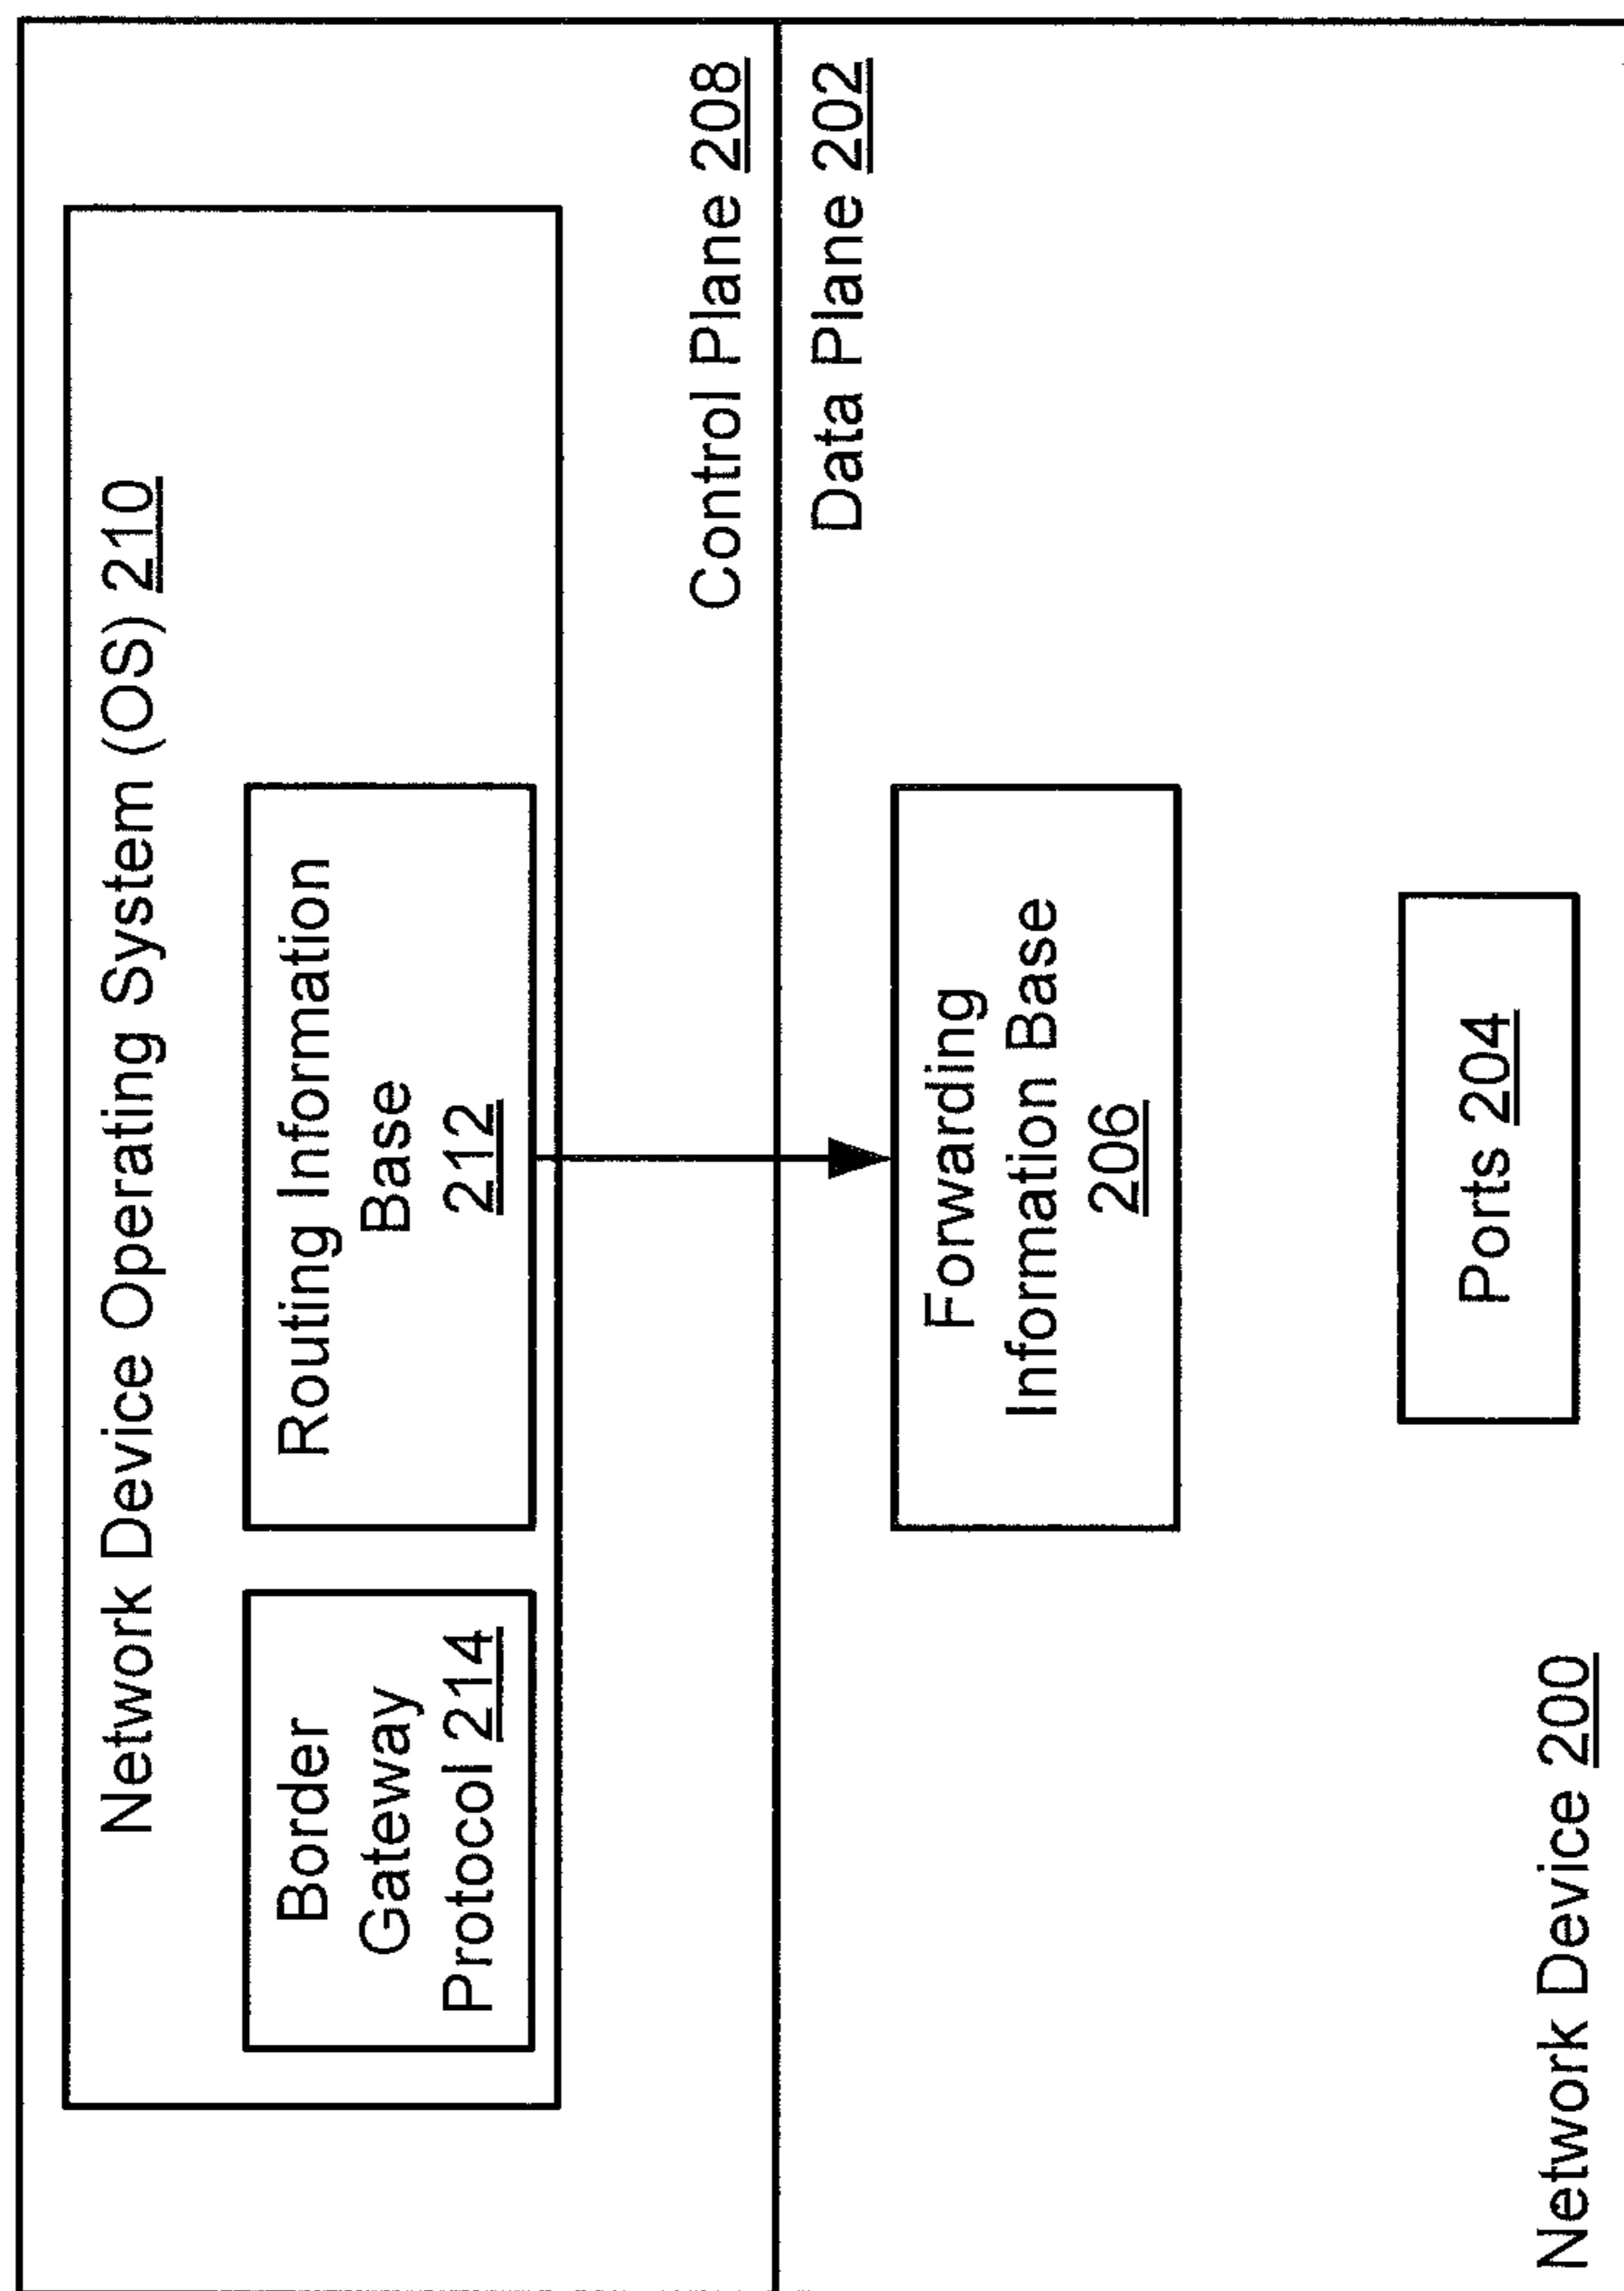 Network Device Operating System (OS) 210
Border
Gateway
Protocol 214
Routing Information
Base
212
Control Plane 208
Data Plane 202
Forwarding
Information Base
206
Ports 204
Network Device 200